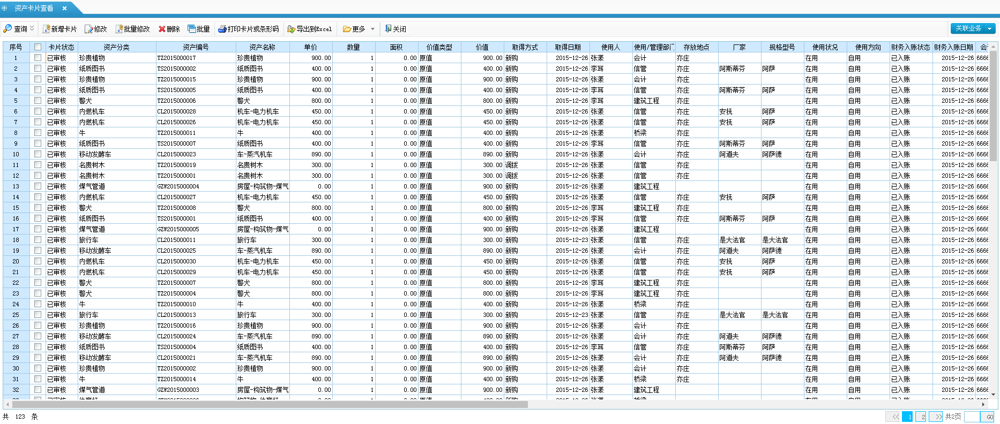 资产卡片查看 ×
查询 新增卡片 修改 批量修改 删除 批量 打印卡片或条形码 导出到Excel 更多 关闭 关联业务
序号 卡片状态 资产分类 资产编号 资产名称 单价 数量 面积 价值类型 价值 取得方式 取得日期 使用人 使用/管理部门 存放地点 厂家 规格型号 使用状况 使用方向 财务入账状态 财务入账日期 会
1 已审核 珍贵植物 TZ2015000017 珍贵植物 900.00 1 0.00 原值 900.00 新购 2015-12-26 张漾 会计 亦庄 在用 自用 已入账 2015-12-26 6666
2 已审核 纸质图书 TS2015000002 纸质图书 400.00 1 0.00 原值 400.00 新购 2015-12-26 李耳 信管 亦庄 阿斯蒂芬 阿萨 在用 自用 已入账 2015-12-26 6666
3 已审核 珍贵植物 TZ2015000015 珍贵植物 900.00 1 0.00 原值 900.00 新购 2015-12-26 张漾 会计 亦庄 在用 自用 已入账 2015-12-26 6666
4 已审核 纸质图书 TS2015000005 纸质图书 400.00 1 0.00 原值 400.00 新购 2015-12-26 李耳 信管 亦庄 阿斯蒂芬 阿萨 在用 自用 已入账 2015-12-26 6666
5 已审核 警犬 TZ2015000006 警犬 800.00 1 0.00 原值 800.00 新购 2015-12-26 李耳 建筑工程 亦庄 在用 自用 已入账 2015-12-26 6666
6 已审核 内燃机车 CL2015000028 机车-电力机车 450.00 1 0.00 原值 450.00 新购 2015-12-26 张漾 信管 亦庄 安抚 阿萨 在用 自用 已入账 2015-12-26 6666
7 已审核 内燃机车 CL2015000026 机车-电力机车 450.00 1 0.00 原值 450.00 新购 2015-12-26 张漾 信管 亦庄 安抚 阿萨 在用 自用 已入账 2015-12-26 6666
8 已审核 牛 TZ2015000011 牛 400.00 1 0.00 原值 400.00 新购 2015-12-26 张漾 桥梁 亦庄 在用 自用 已入账 2015-12-26 6666
9 已审核 纸质图书 TS2015000007 纸质图书 400.00 1 0.00 原值 400.00 新购 2015-12-26 李耳 信管 亦庄 阿斯蒂芬 阿萨 在用 自用 已入账 2015-12-26 6666
10 已审核 移动发酵车 CL2015000023 车-蒸汽机车 890.00 1 0.00 原值 890.00 新购 2015-12-26 张漾 会计 亦庄 阿道夫 阿萨德 在用 自用 已入账 2015-12-26 6666
11 已审核 名贵树木 TZ2015000019 名贵树木 300.00 1 0.00 原值 300.00 调拨 2015-12-26 张漾 信管 亦庄 在用 自用 已入账 2015-12-26 6666
12 已审核 名贵树木 TZ2015000001 名贵树木 300.00 1 0.00 原值 300.00 调拨 2015-12-26 张漾 信管 亦庄 在用 自用 已入账 2015-12-26 6666
13 已审核 煤气管道 GZW2015000004 房屋-构筑物-煤气 0.00 1 0.00 原值 900.00 新购 2015-12-26 张漾 建筑工程 在用 自用 已入账 2015-12-26 6666
14 已审核 内燃机车 CL2015000027 机车-电力机车 450.00 1 0.00 原值 450.00 新购 2015-12-26 张漾 信管 亦庄 安抚 阿萨 在用 自用 已入账 2015-12-26 6666
15 已审核 警犬 TZ2015000008 警犬 800.00 1 0.00 原值 800.00 新购 2015-12-26 李耳 建筑工程 亦庄 在用 自用 已入账 2015-12-26 6666
16 已审核 纸质图书 TS2015000001 纸质图书 400.00 1 0.00 原值 400.00 新购 2015-12-26 李耳 信管 亦庄 阿斯蒂芬 阿萨 在用 自用 已入账 2015-12-26 6666
17 已审核 煤气管道 GZW2015000005 房屋-构筑物-煤气 0.00 1 0.00 原值 900.00 新购 2015-12-26 张漾 建筑工程 在用 自用 已入账 2015-12-26 6666
18 已审核 旅行车 CL2015000011 旅行车 300.00 1 0.00 原值 300.00 新购 2015-12-23 张漾 信管 亦庄 是大法官 是大法官 在用 自用 已入账 2015-12-26 6666
19 已审核 移动发酵车 CL2015000025 车-蒸汽机车 890.00 1 0.00 原值 890.00 新购 2015-12-26 张漾 会计 亦庄 阿道夫 阿萨德 在用 自用 已入账 2015-12-26 6666
20 已审核 内燃机车 CL2015000030 机车-电力机车 450.00 1 0.00 原值 450.00 新购 2015-12-26 张漾 信管 亦庄 安抚 阿萨 在用 自用 已入账 2015-12-26 6666
21 已审核 内燃机车 CL2015000029 机车-电力机车 450.00 1 0.00 原值 450.00 新购 2015-12-26 张漾 信管 亦庄 安抚 阿萨 在用 自用 已入账 2015-12-26 6666
22 已审核 警犬 TZ2015000007 警犬 800.00 1 0.00 原值 800.00 新购 2015-12-26 李耳 建筑工程 亦庄 在用 自用 已入账 2015-12-26 6666
23 已审核 警犬 TZ2015000004 警犬 800.00 1 0.00 原值 800.00 新购 2015-12-26 李耳 建筑工程 亦庄 在用 自用 已入账 2015-12-26 6666
24 已审核 牛 TZ2015000010 牛 400.00 1 0.00 原值 400.00 新购 2015-12-26 张漾 桥梁 亦庄 在用 自用 已入账 2015-12-26 6666
25 已审核 旅行车 CL2015000013 旅行车 300.00 1 0.00 原值 300.00 新购 2015-12-23 张漾 信管 亦庄 是大法官 是大法官 在用 自用 已入账 2015-12-26 6666
26 已审核 珍贵植物 TZ2015000016 珍贵植物 900.00 1 0.00 原值 900.00 新购 2015-12-26 张漾 会计 亦庄 在用 自用 已入账 2015-12-26 6666
27 已审核 移动发酵车 CL2015000024 车-蒸汽机车 890.00 1 0.00 原值 890.00 新购 2015-12-26 张漾 会计 亦庄 阿道夫 阿萨德 在用 自用 已入账 2015-12-26 6666
28 已审核 纸质图书 TS2015000004 纸质图书 400.00 1 0.00 原值 400.00 新购 2015-12-26 李耳 信管 亦庄 阿斯蒂芬 阿萨 在用 自用 已入账 2015-12-26 6666
29 已审核 移动发酵车 CL2015000021 车-蒸汽机车 890.00 1 0.00 原值 890.00 新购 2015-12-26 张漾 会计 亦庄 阿道夫 阿萨德 在用 自用 已入账 2015-12-26 6666
30 已审核 珍贵植物 TZ2015000002 珍贵植物 900.00 1 0.00 原值 900.00 新购 2015-12-26 张漾 会计 亦庄 在用 自用 已入账 2015-12-26 6666
31 已审核 牛 TZ2015000014 牛 400.00 1 0.00 原值 400.00 新购 2015-12-26 张漾 桥梁 亦庄 在用 自用 已入账 2015-12-26 6666
32 已审核 煤气管道 GZW2015000003 房屋-构筑物-煤气 0.00 1 0.00 原值 900.00 新购 2015-12-26 张漾 建筑工程 在用 自用 已入账 2015-12-26 6666
共 123 条 << 1 2 >> 共2页 GO